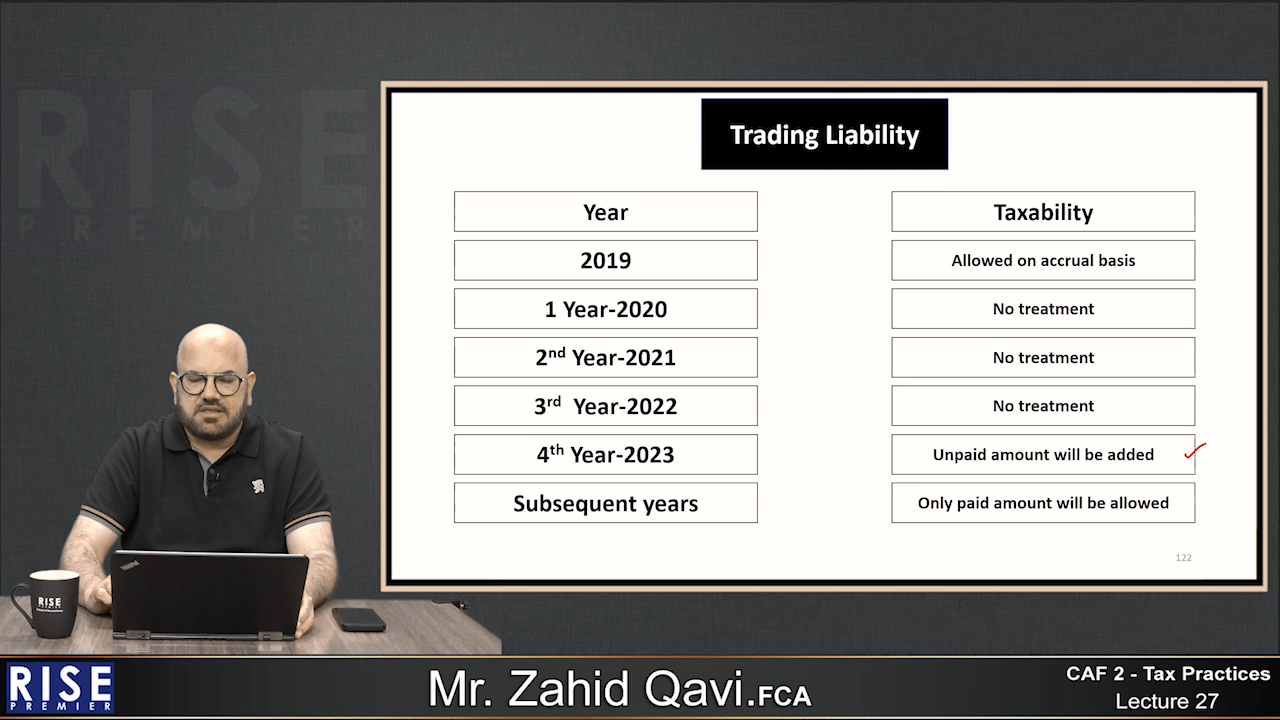 RISE
PREMIER
Trading Liability
Year
Taxability
2019
Allowed on accrual basis
1 Year-2020
No treatment
2nd Year-2021
No treatment
3rd Year-2022
No treatment
4th Year-2023
Unpaid amount will be added
Subsequent years
Only paid amount will be allowed
122
ThinkPad
RISE
PREMIER
RISE
PREMIER
Mr. Zahid Qavi.FCA
CAF 2 - Tax Practices
Lecture 27